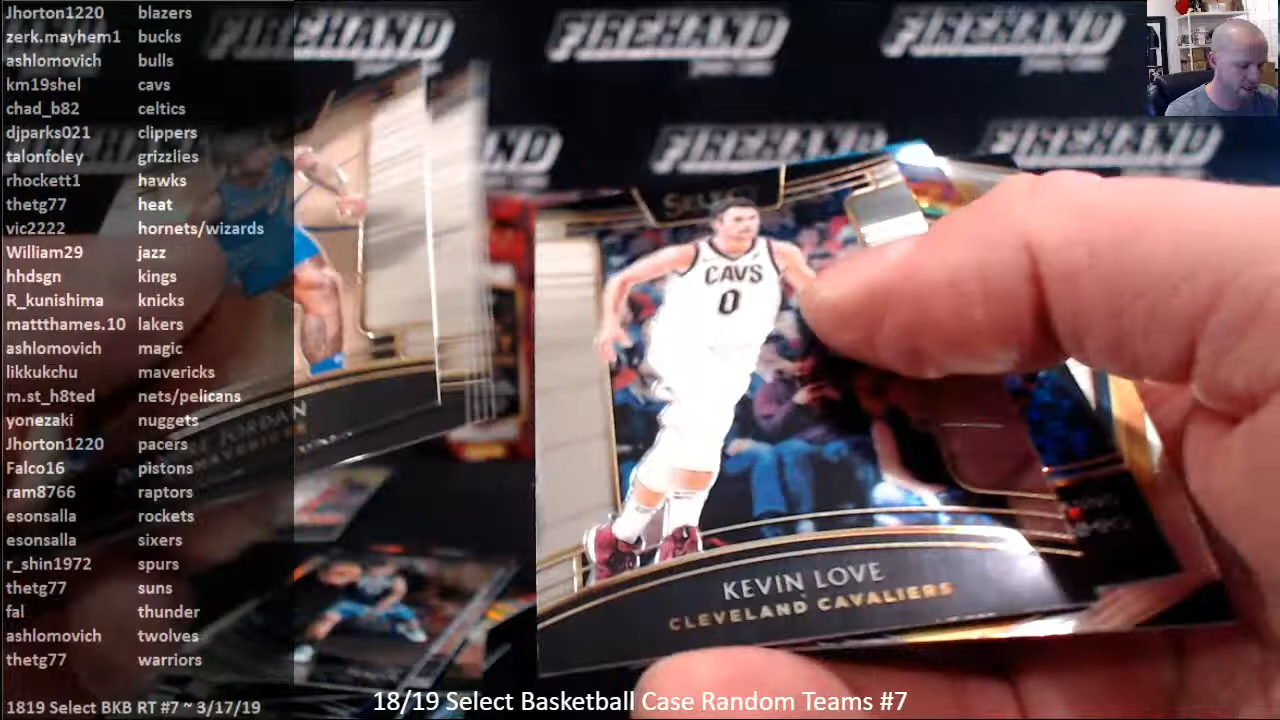 Jhorton1220 blazers
zerk.mayhem1 bucks
ashlomovich bulls
km19shel cavs
chad_b82 celtics
djparks021 clippers
talonfoley grizzlies
rhockett1 hawks
thetg77 heat
vic2222 hornets/wizards
William29 jazz
hhdsgn kings
R_kunishima knicks
mattthames.10 lakers
ashlomovich magic
likkukchu mavericks
m.st_h8ted nets/pelicans
yonezaki nuggets
Jhorton1220 pacers
Falco16 pistons
ram8766 raptors
esonsalla rockets
esonsalla sixers
r_shin1972 spurs
thetg77 suns
fal thunder
ashlomovich twolves
thetg77 warriors
1819 Select BKB RT #7 ~ 3/17/19
FIREHAND FIREHAND FIREHAND
FIREHAND FIREHAND
SELECT
CAVS
0
KEVIN LOVE
CLEVELAND CAVALIERS
JORDAN
18/19 Select Basketball Case Random Teams #7